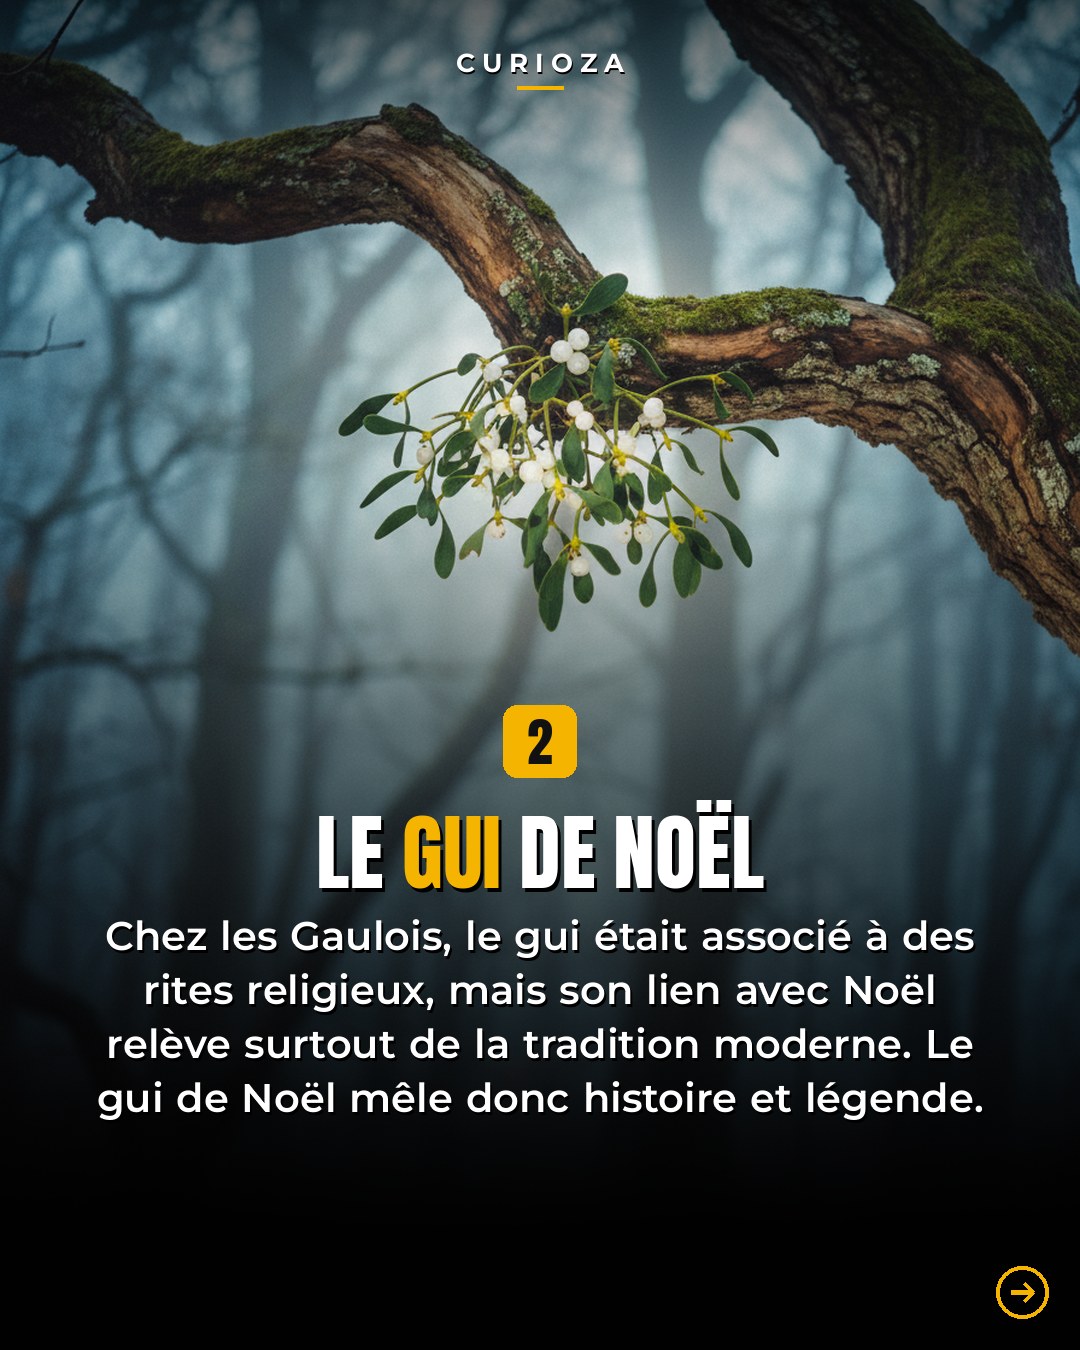 CURIOZA
2
LE GUI DE NOËL
Chez les Gaulois, le gui était associé à des
rites religieux, mais son lien avec Noël
relève surtout de la tradition moderne. Le
gui de Noël mêle donc histoire et légende.